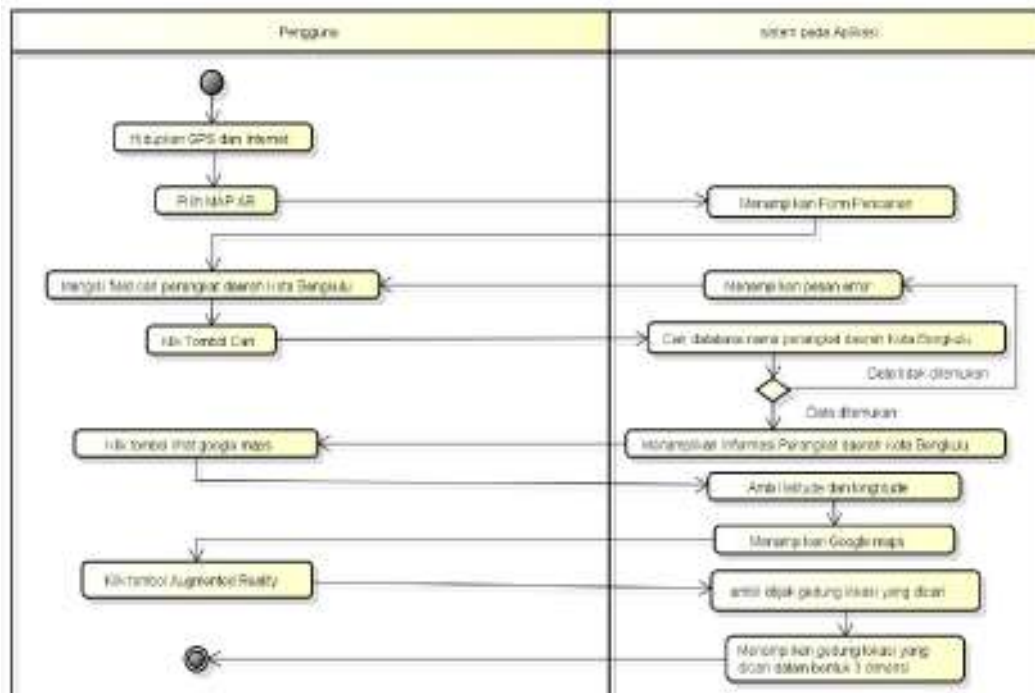 Pengguna
sistem pada Aplikasi
Hidupkan GPS dan Internet
Pilih MAP AR
Menampilkan Form Pencarian
Mengisi field cari perangkat daerah Kota Bengkulu
Menampilkan pesan error
Klik Tombol Cari
Cari database nama perangkat daerah Kota Bengkulu
Data tidak ditemukan
Data ditemukan
Klik tombol lihat google maps
Menampilkan Informasi Perangkat daerah Kota Bengkulu
Ambil latitude dan longitude
Menampilkan Google maps
Klik tombol Augmented Reality
ambil objek gedung lokasi yang dicari
Menampilkan gedung lokasi yang
dicari dalam bentuk 3 dimensi